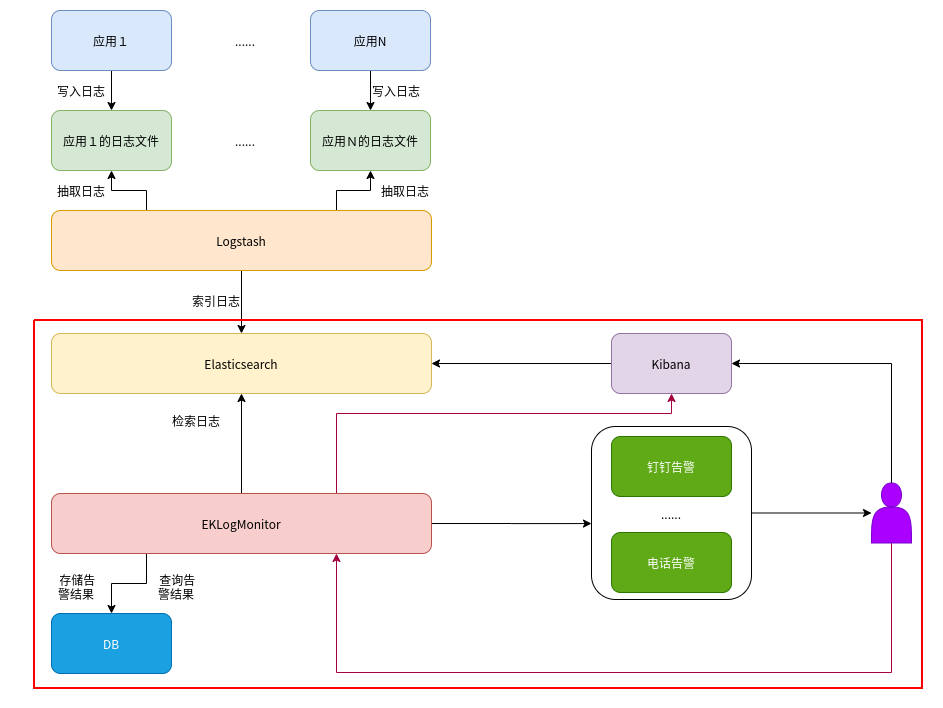 应用１
......
应用N
写入日志
写入日志
应用１的日志文件
......
应用Ｎ的日志文件
抽取日志
抽取日志
Logstash
索引日志
Elasticsearch
Kibana
检索日志
钉钉告警
......
电话告警
EKLogMonitor
存储告
警结果
查询告
警结果
DB